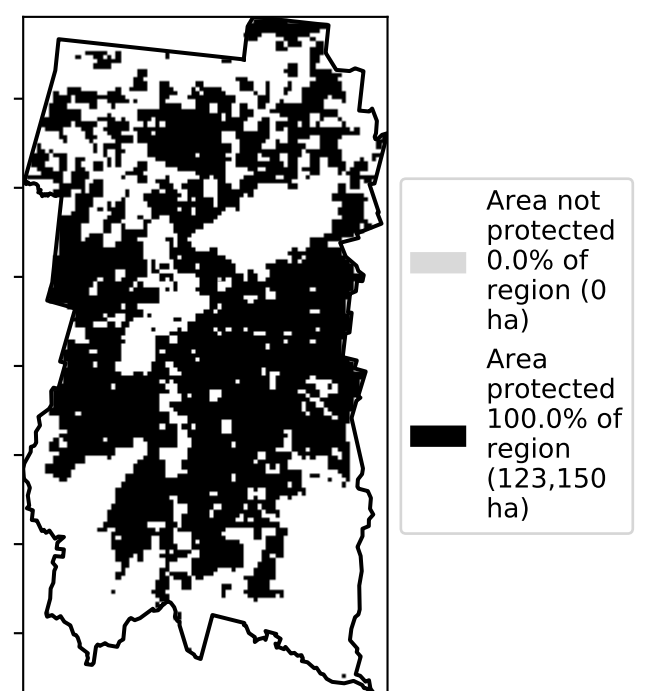 Area not
protected
0.0% of
region (0
ha)
Area
protected
100.0% of
region
(123,150
ha)